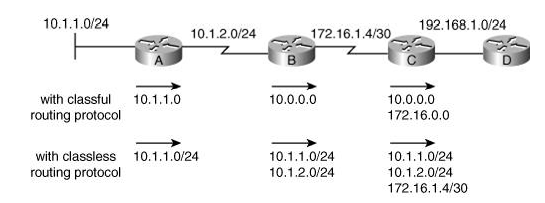 10.1.1.0/24
10.1.2.0/24
172.16.1.4/30
192.168.1.0/24
A
B
C
D
with classful routing protocol
10.1.1.0
10.0.0.0
10.0.0.0
172.16.0.0
with classless routing protocol
10.1.1.0/24
10.1.1.0/24
10.1.2.0/24
10.1.1.0/24
10.1.2.0/24
172.16.1.4/30